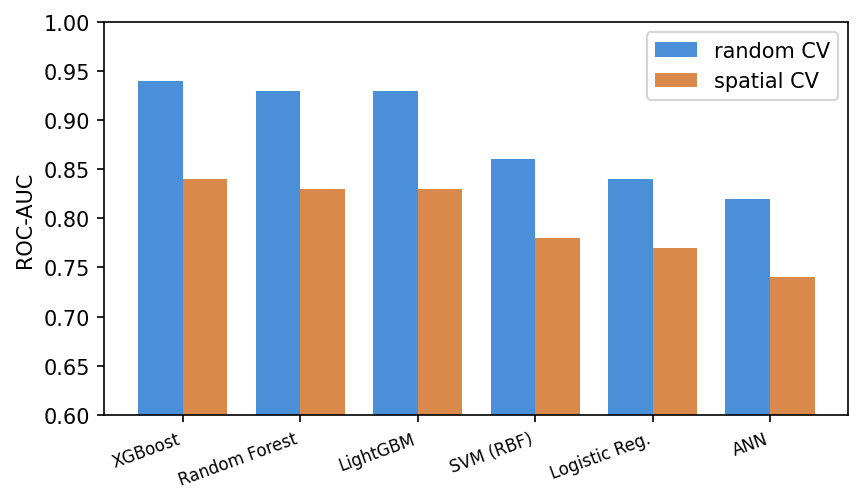 1.00
0.95
0.90
0.85
0.80
0.75
0.70
0.65
0.60
ROC-AUC
random CV
spatial CV
XGBoost
Random Forest
LightGBM
SVM (RBF)
Logistic Reg.
ANN